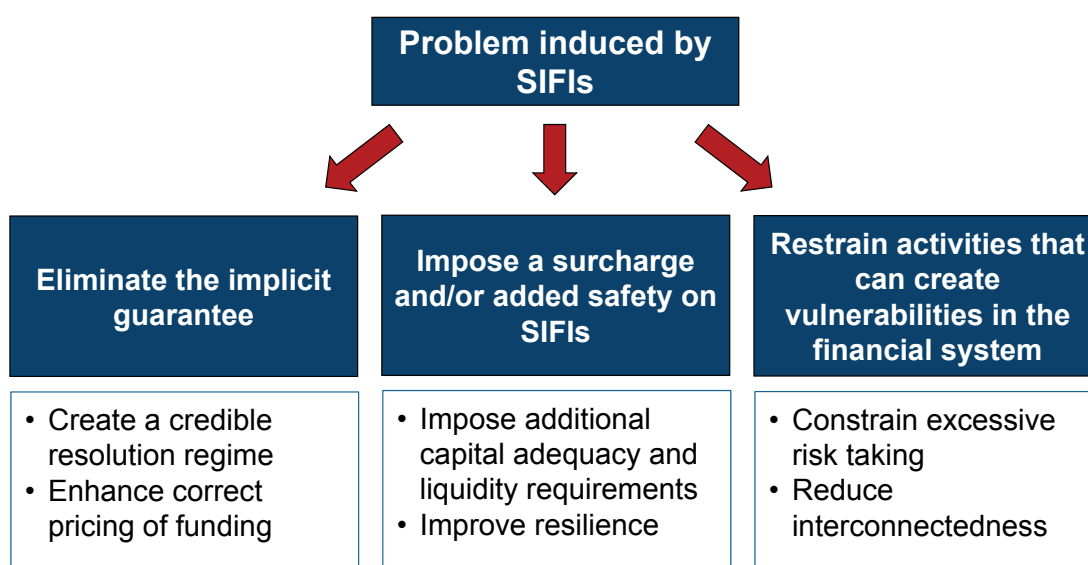 Problem induced by
SIFIs
Eliminate the implicit
guarantee
• Create a credible
resolution regime
• Enhance correct
pricing of funding
Impose a surcharge
and/or added safety on
SIFIs
• Impose additional
capital adequacy and
liquidity requirements
• Improve resilience
Restrain activities that
can create
vulnerabilities in the
financial system
• Constrain excessive
risk taking
• Reduce
interconnectedness